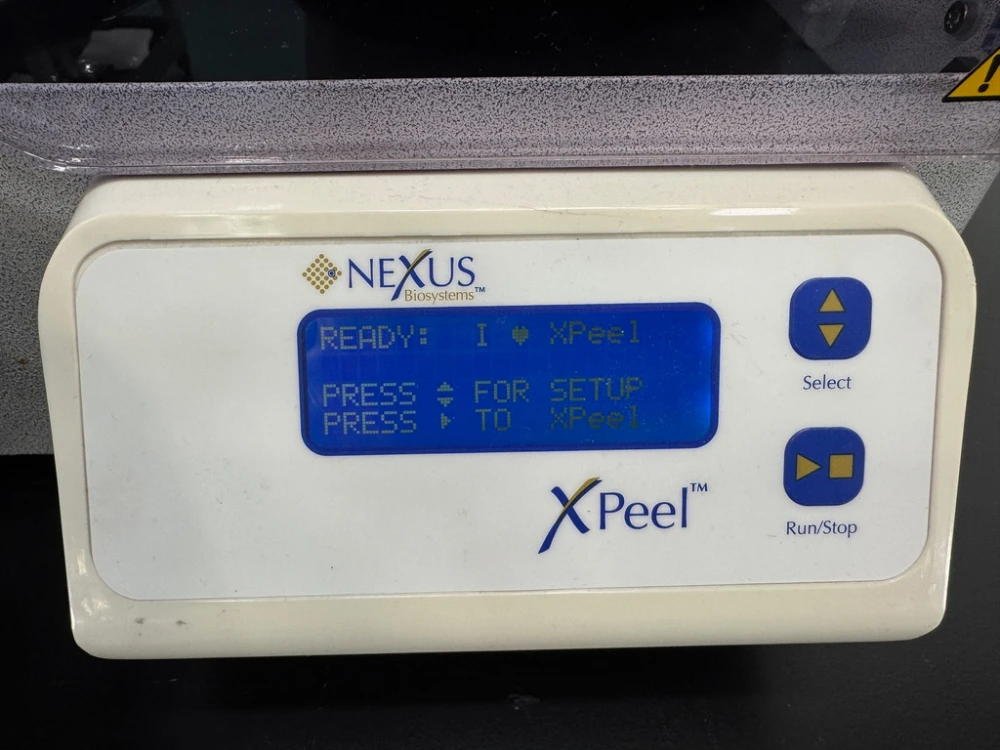 NEXUS
Biosystems™
READY: I ♥ XPeel
PRESS ▲▼ FOR SETUP
PRESS ▶ TO XPeel
XPeel™
Select
Run/Stop